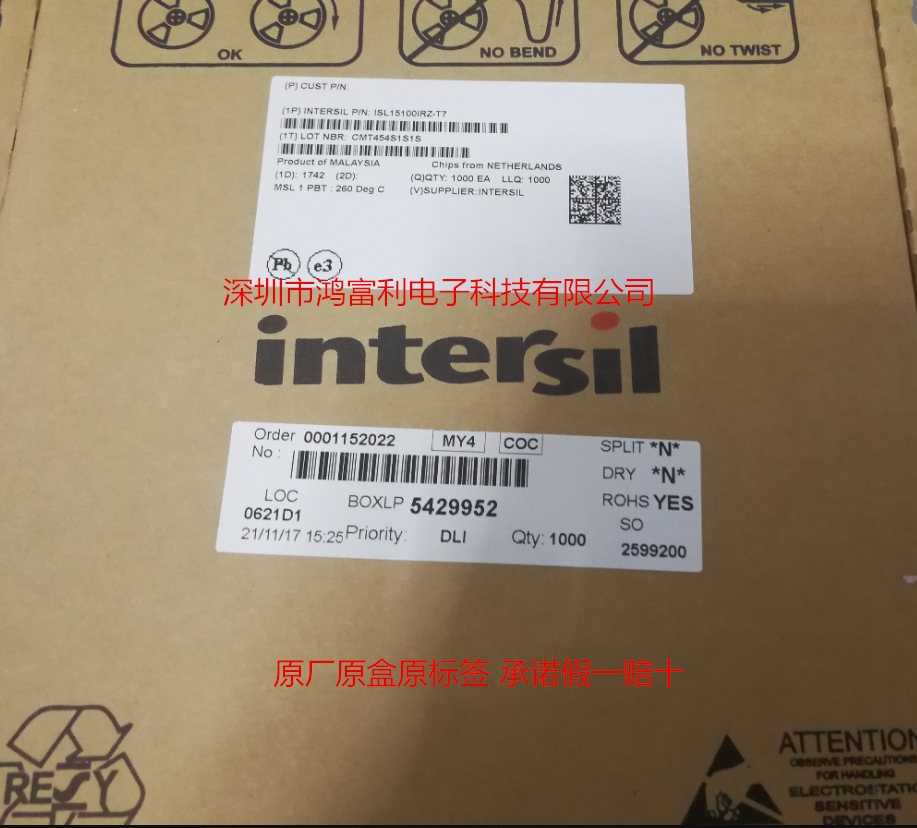 OK
NO BEND
NO TWIST
(P) CUST P/N:
(1P) INTERSIL P/N: ISL15100IRZ-T7
(1T) LOT NBR: CMT454S1S1S
Product of MALAYSIA Chips from NETHERLANDS
(1D): 1742 (2D): (Q)QTY: 1000 EA LLQ: 1000
MSL 1 PBT : 260 Deg C (V)SUPPLIER:INTERSIL
Pb e3
深圳市鸿富利电子科技有限公司
intersil
Order No : 0001152022 MY4 COC SPLIT *N*
DRY *N*
LOC BOXLP 5429952 ROHS YES
0621D1 SO
21/11/17 15:25 Priority: DLI Qty: 1000 2599200
原厂原盒原标签 承诺假一赔十
RESY
ATTENTION
OBSERVE PRECAUTIONS
FOR HANDLING
ELECTROSTATIC
SENSITIVE
DEVICES